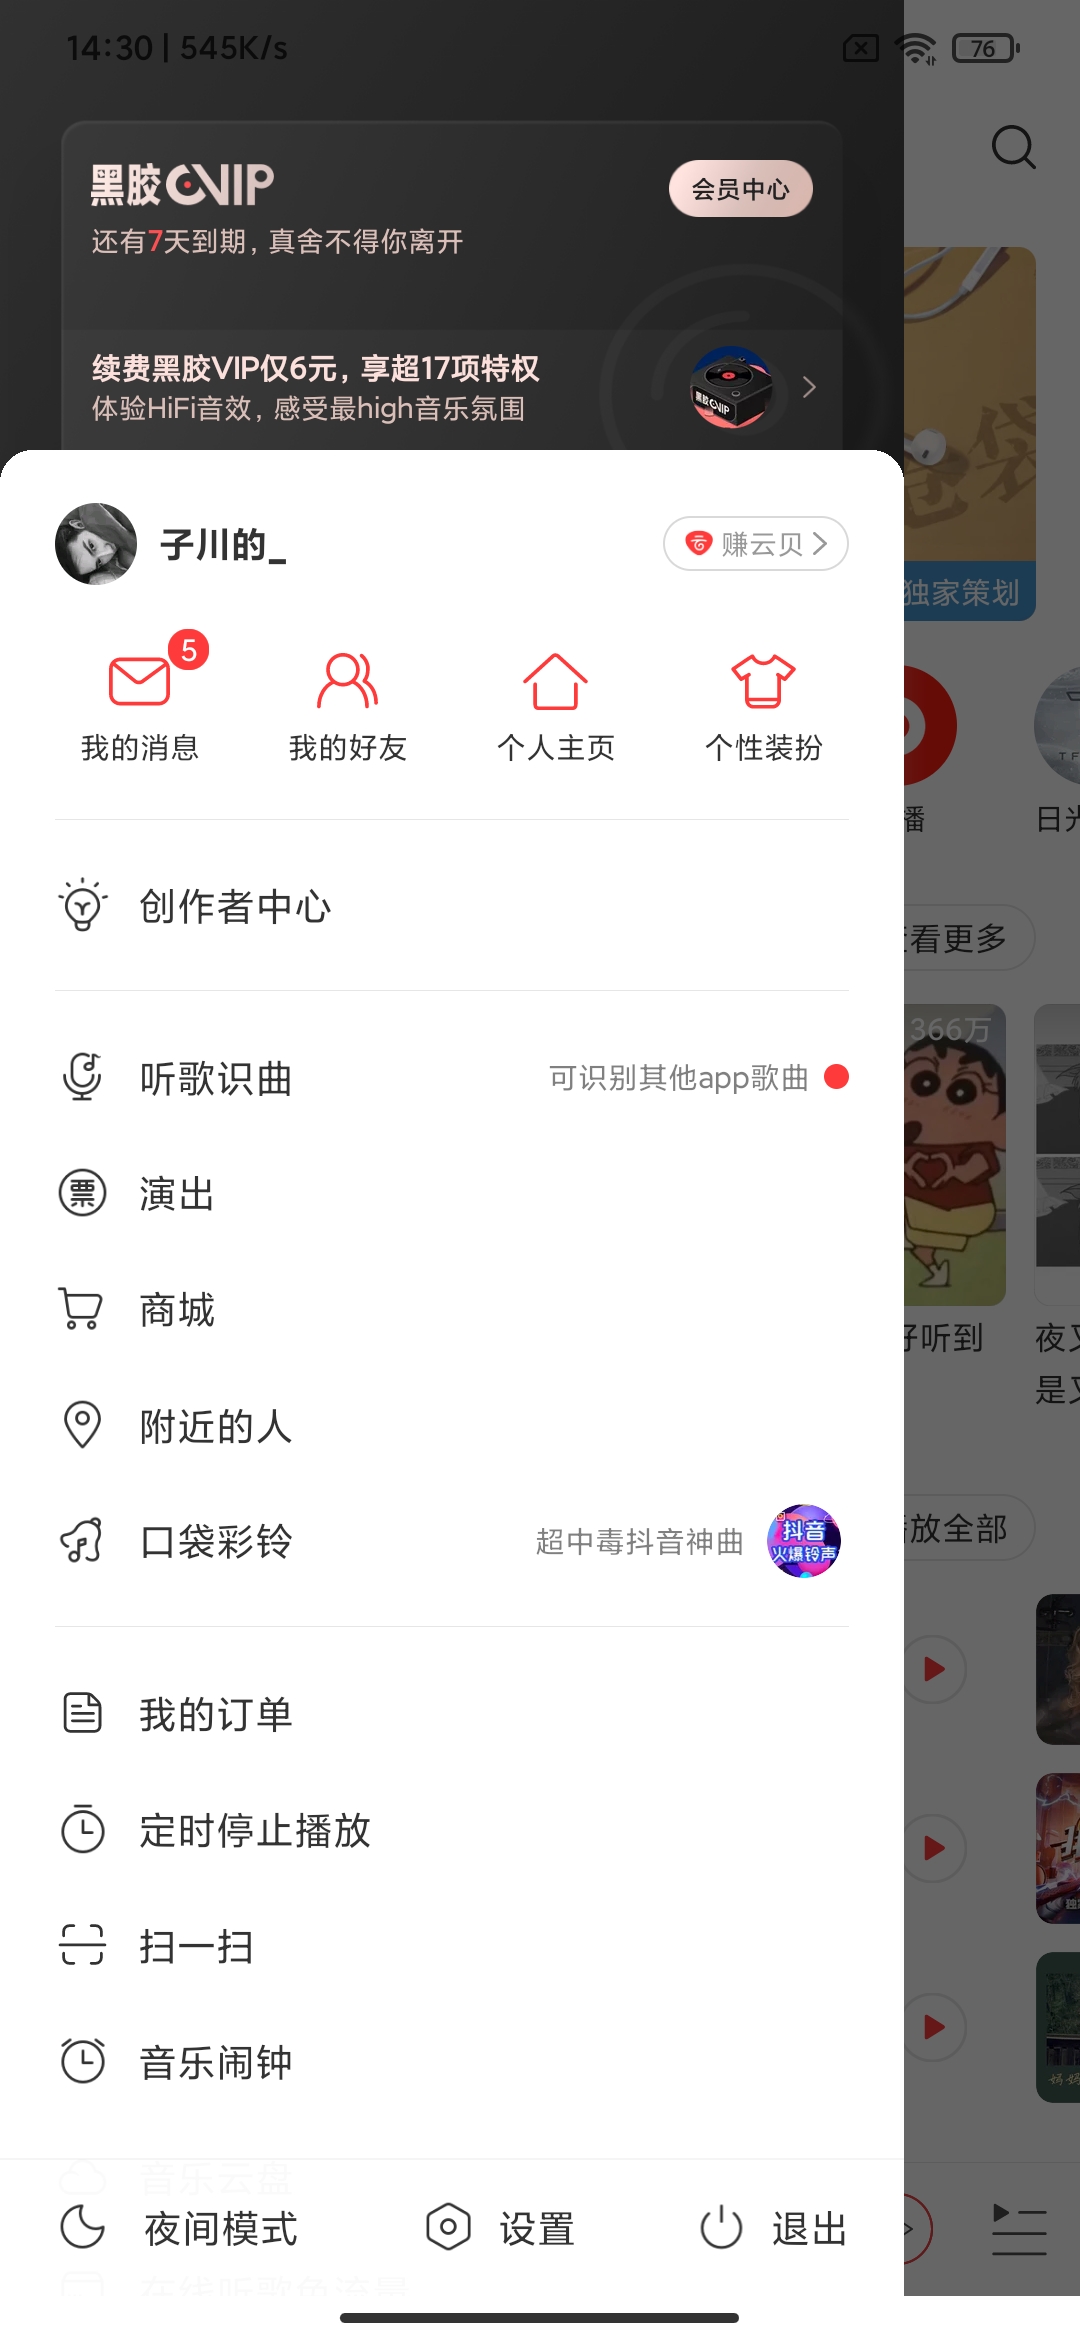 14:30 | 545K/s
76
黑胶VIP
会员中心
还有7天到期，真舍不得你离开
续费黑胶VIP仅6元，享超17项特权
体验HiFi音效，感受最high音乐氛围
黑胶VIP
独家策划
子川的_
赚云贝
5
我的消息
我的好友
个人主页
个性装扮
播
日光
创作者中心
查看更多
366万
听歌识曲
可识别其他app歌曲
演出
商城
好听到
夜
是
附近的人
口袋彩铃
超中毒抖音神曲
抖音
火爆铃声
播放全部
我的订单
定时停止播放
扫一扫
音乐闹钟
音乐云盘
夜间模式
设置
退出